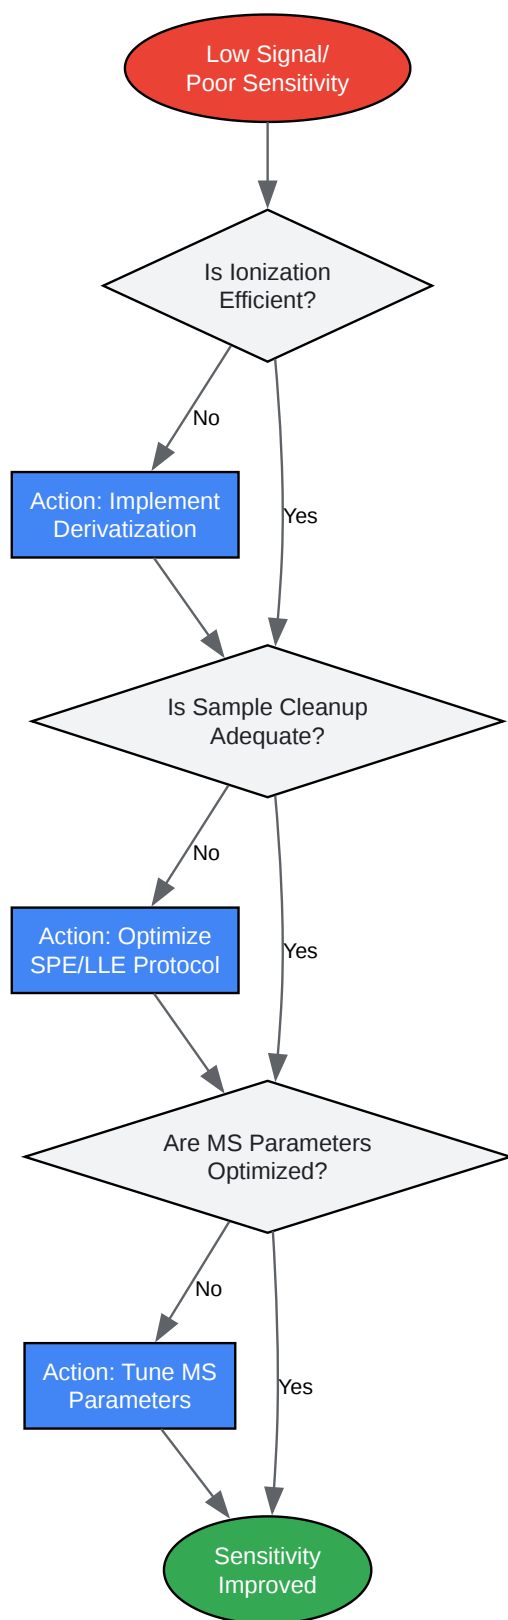 Low Signal/
Poor Sensitivity
Is Ionization
Efficient?
No
Action: Implement
Derivatization
Yes
Is Sample Cleanup
Adequate?
No
Action: Optimize
SPE/LLE Protocol
Yes
Are MS Parameters
Optimized?
No
Action: Tune MS
Parameters
Yes
Sensitivity
Improved